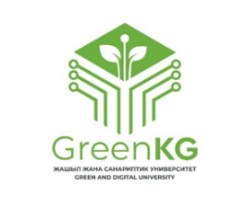 GreenKG
ЖАШЫЛ ЖАНА САНАРИПТИК УНИВЕРСИТЕТ
GREEN AND DIGITAL UNIVERSITY